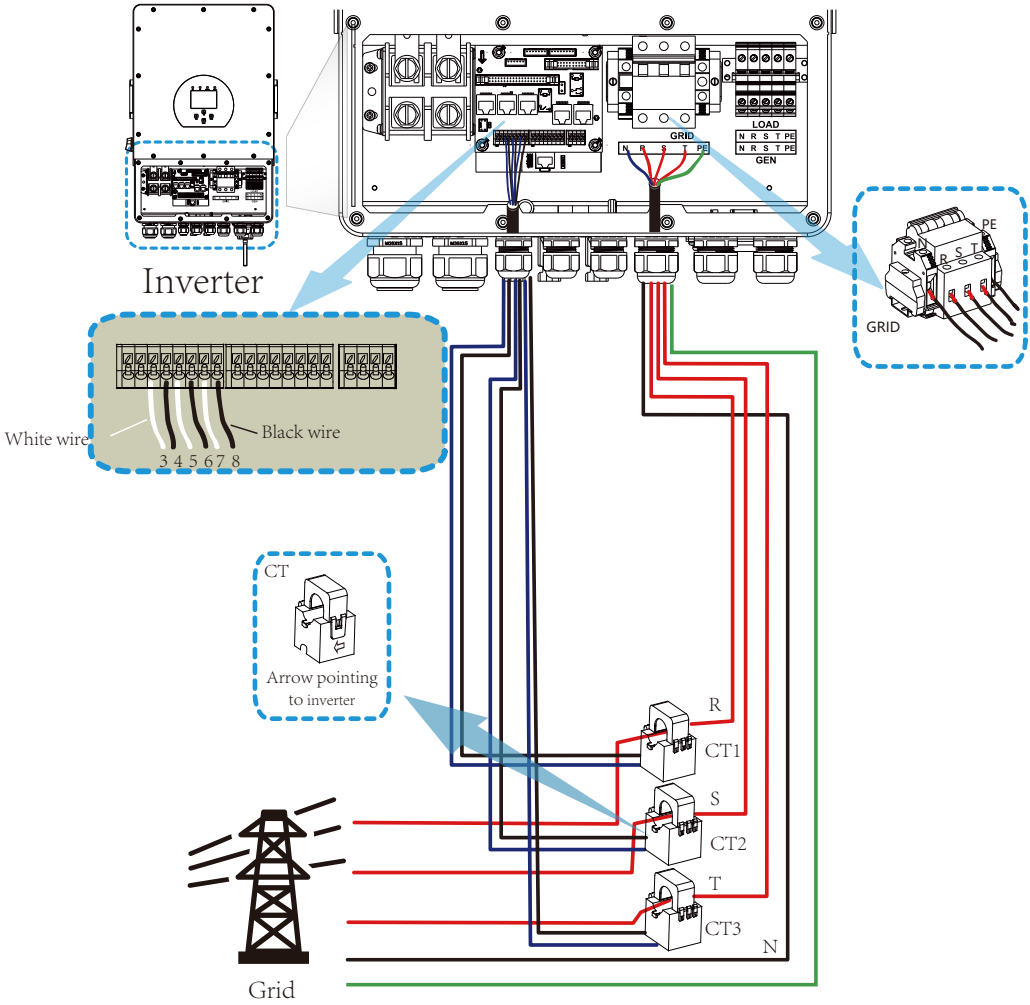 LOAD
N R S T PE
N R S T PE
GEN
GRID
N R S T PE
Inverter
PE
N R S T
GRID
White wire
Black wire
3 4 5 6 7 8
CT
Arrow pointing
to inverter
R
CT1
S
CT2
T
CT3
N
Grid